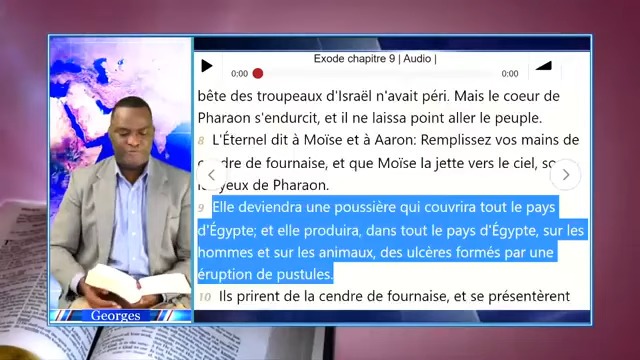 Exode chapitre 9 | Audio |
0:00
0:00
bête des troupeaux d'Israël n'avait péri. Mais le coeur de
Pharaon s'endurcit, et il ne laissa point aller le peuple.
8 L'Éternel dit à Moïse et à Aaron: Remplissez vos mains de
de fournaise, et que Moïse la jette vers le ciel,
yeux de Pharaon.
9 Elle deviendra une poussière qui couvrira tout le pays
d'Égypte; et elle produira, dans tout le pays d'Égypte, sur les
hommes et sur les animaux, des ulcères formés par une
éruption de pustules.
10 Ils prirent de la cendre de fournaise, et se présentèrent
Georges